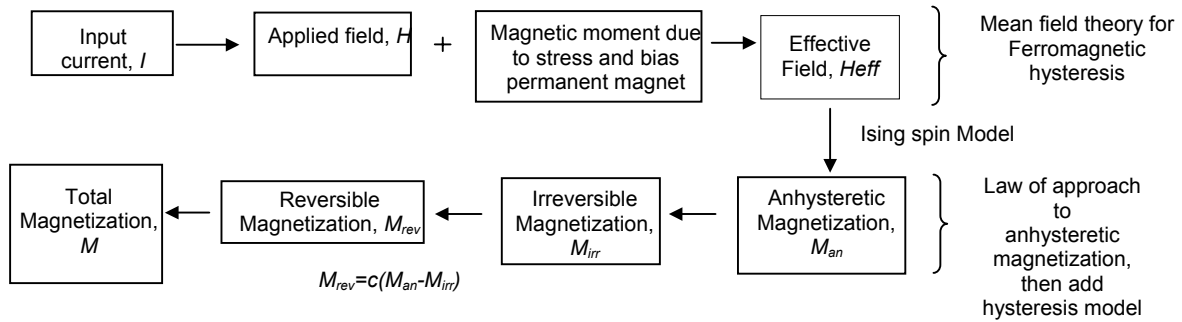 Input
current, I
Applied field, H
+
Magnetic moment due
to stress and bias
permanent magnet
Effective
Field, Heff
Mean field theory for
Ferromagnetic
hysteresis
Ising spin Model
Total
Magnetization,
M
Reversible
Magnetization, Mrev
Mrev=c(Man-Mirr)
Irreversible
Magnetization,
Mirr
Anhysteretic
Magnetization,
Man
Law of approach
to
anhysteretic
magnetization,
then add
hysteresis model